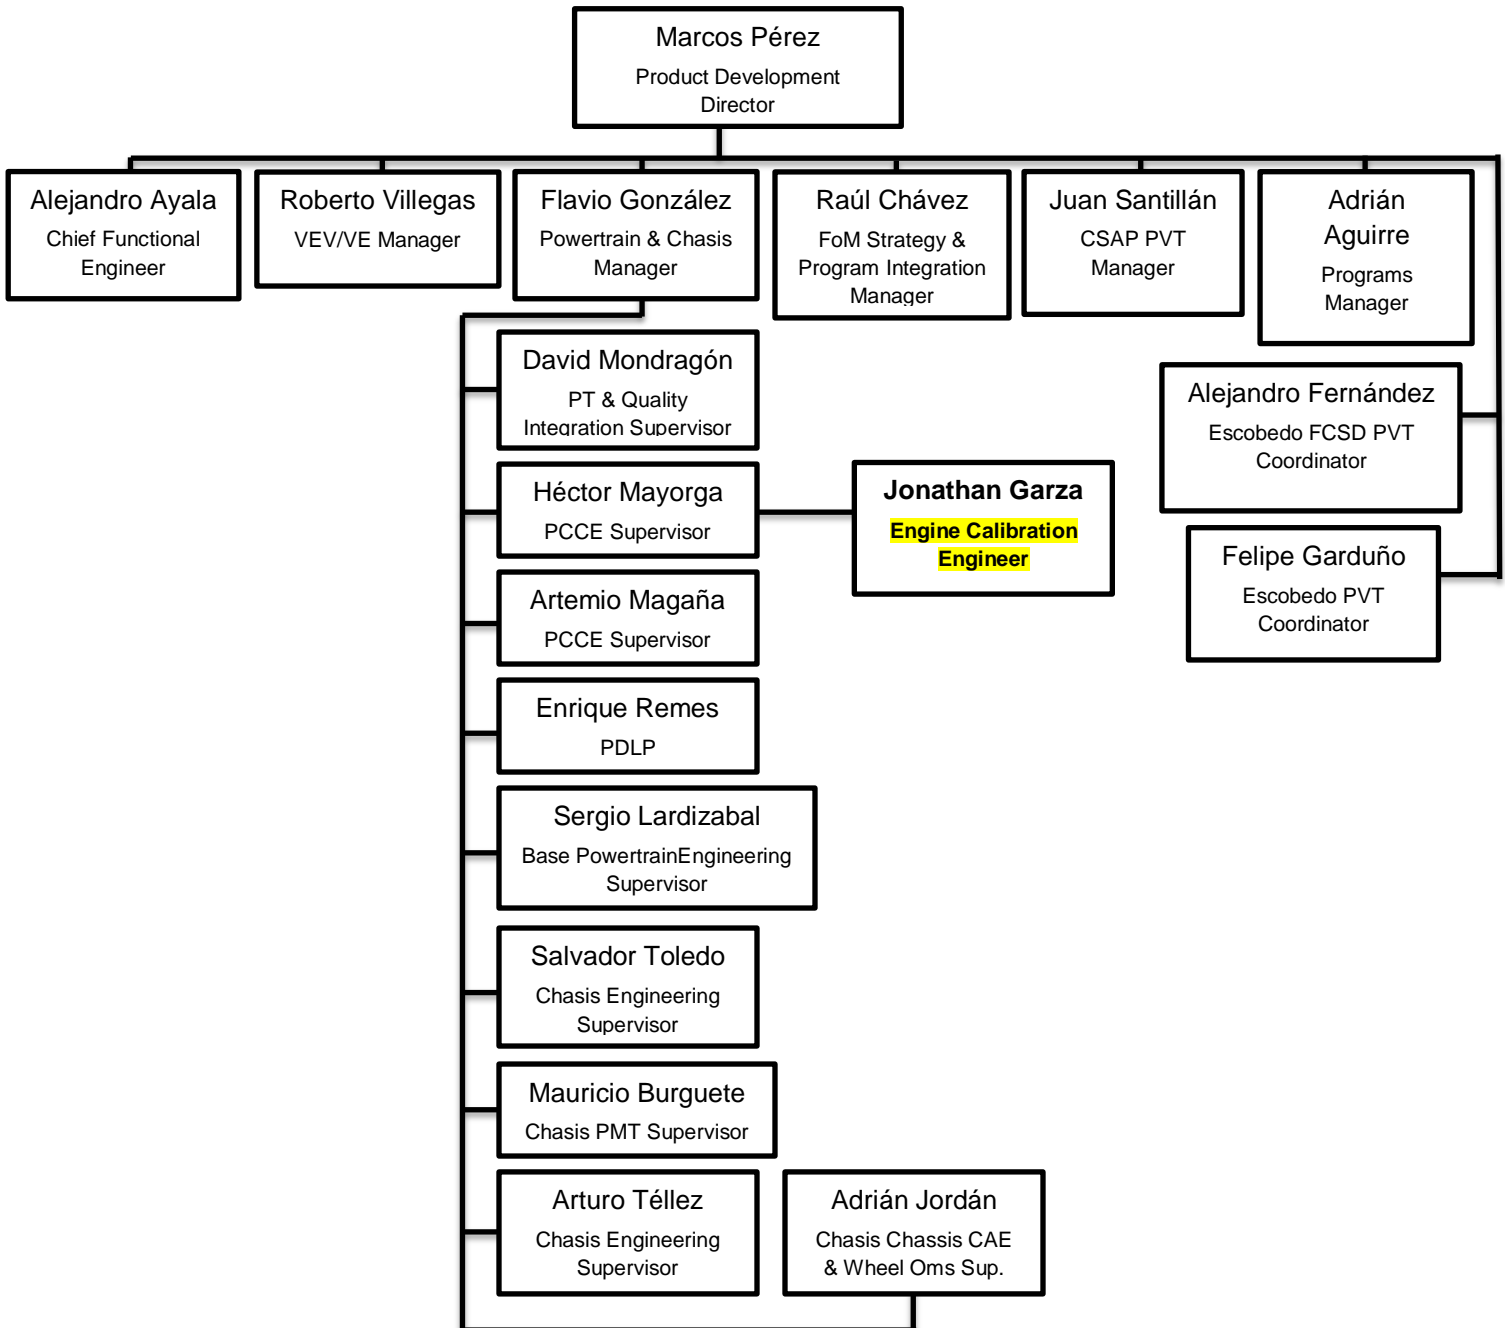 Marcos Pérez
Product Development
Director
Alejandro Ayala
Chief Functional
Engineer
Roberto Villegas
VEV/VE Manager
Flavio González
Powertrain & Chasis
Manager
Raúl Chávez
FoM Strategy &
Program Integration
Manager
Juan Santillán
CSAP PVT
Manager
Adrián
Aguirre
Programs
Manager
David Mondragón
PT & Quality
Integration Supervisor
Alejandro Fernández
Escobedo FCSD PVT
Coordinator
Héctor Mayorga
PCCE Supervisor
Jonathan Garza
Engine Calibration
Engineer
Felipe Garduño
Escobedo PVT
Coordinator
Artemio Magaña
PCCE Supervisor
Enrique Remes
PDLP
Sergio Lardizabal
Base PowertrainEngineering
Supervisor
Salvador Toledo
Chasis Engineering
Supervisor
Mauricio Burguete
Chasis PMT Supervisor
Arturo Téllez
Chasis Engineering
Supervisor
Adrián Jordán
Chasis Chassis CAE
& Wheel Oms Sup.